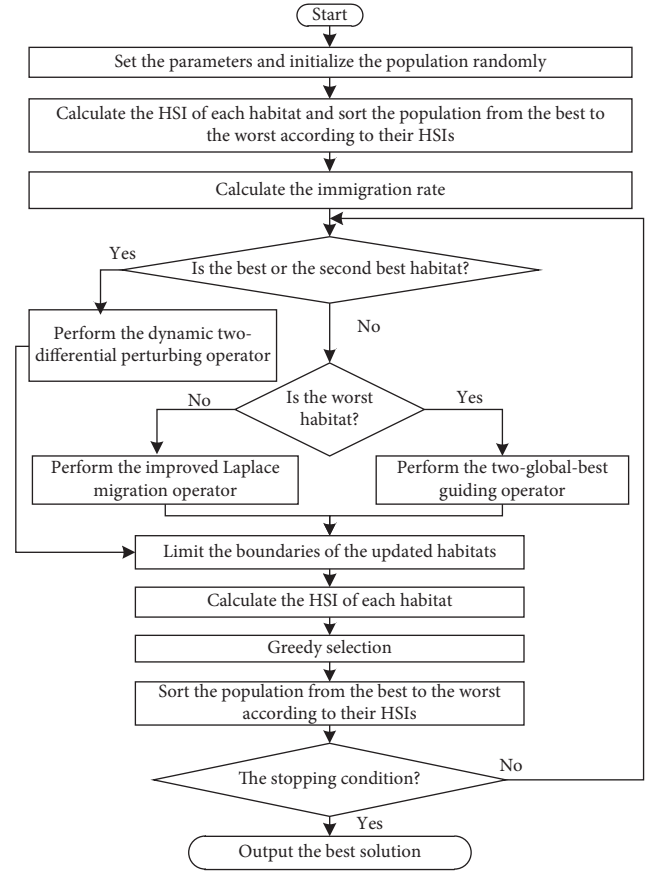 Start
Set the parameters and initialize the population randomly
Calculate the HSI of each habitat and sort the population from the best to
the worst according to their HSIs
Calculate the immigration rate
Yes
Is the best or the second best habitat?
Perform the dynamic two-
differential perturbing operator
No
No
Is the worst
habitat?
Yes
Perform the improved Laplace
migration operator
Perform the two-global-best
guiding operator
Limit the boundaries of the updated habitats
Calculate the HSI of each habitat
Greedy selection
Sort the population from the best to the worst
according to their HSIs
The stopping condition?
No
Yes
Output the best solution